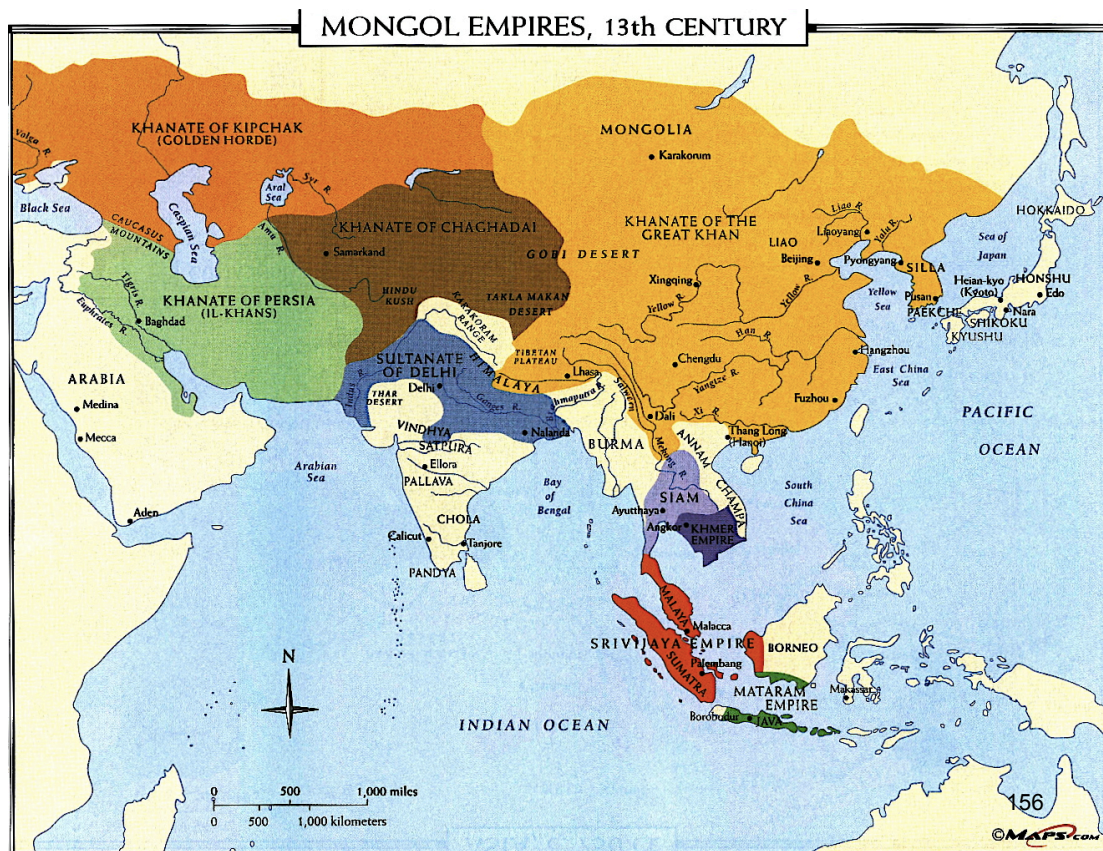 MONGOL EMPIRES, 13th CENTURY
KHANATE OF KIPCHAK
(GOLDEN HORDE)
Volga R.
MONGOLIA
Karakorum
Black Sea
Caspian Sea
Aral
Sea
Syr R.
Amu R.
CAUCASUS
MOUNTAINS
KHANATE OF CHAGHADAI
Samarkand
GOBI DESERT
KHANATE OF THE
GREAT KHAN
Liao R.
Liaoyang
Yalu R.
LIAO
Beijing
Pyongyang
SILLA
HOKKAIDO
Sea of
Japan
Heian-kyo
(Kyoto)
HONSHU
Edo
Nara
SHIKOKU
KYUSHU
Yellow
Sea
Pusan
PAEKCHE
Xingqing
Yellow R.
Yellow R.
KHANATE OF PERSIA
(IL-KHANS)
Tigris R.
Baghdad
Euphrates R.
HINDU
KUSH
TAKLA MAKAN
DESERT
KARAKORAM
RANGE
TIBETAN
PLATEAU
HIMALAYA
Lhasa
Chengdu
Han R.
Yangtze R.
Hangzhou
East China
Sea
Fuzhou
Xi R.
Dali
Salween
Mekong R.
SULTANATE
OF DELHI
Delhi
Indus R.
THAR
DESERT
Ganges R.
Brahmapura R.
Nalanda
ARABIA
Medina
Mecca
Aden
Arabian
Sea
VINDHYA
SATPURA
Ellora
PALLAVA
CHOLA
Calicut
Tanjore
PANDYA
Bay
of
Bengal
BURMA
ANNAM
Thang Long
(Hanoi)
CHAMPA
SIAM
Ayutthaya
Angkor
KHMER
EMPIRE
South
China
Sea
PACIFIC
OCEAN
MALAYA
Malacca
SRIVIJAYA EMPIRE
SUMATRA
Palembang
BORNEO
MATARAM
EMPIRE
Makassar
Borobudur
JAVA
INDIAN OCEAN
N
0 500 1,000 miles
0 500 1,000 kilometers
156
©MAPS.COM